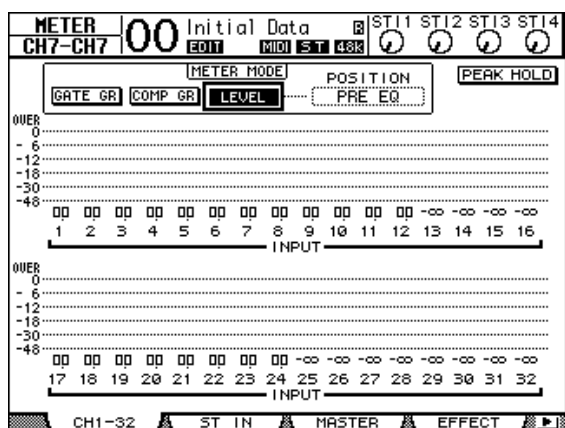 METER
CH7-CH7
00 Initial Data R
EDIT MIDI ST 48k
STI1 STI2 STI3 STI4
METER MODE
POSITION
PEAK HOLD
GATE GR COMP GR LEVEL PRE EQ
OVER
0
-6
-12
-18
-30
-48
00 00 00 00 00 00 00 00 00 00 00 00 -∞ -∞ -∞ -∞
1 2 3 4 5 6 7 8 9 10 11 12 13 14 15 16
INPUT
OVER
0
-6
-12
-18
-30
-48
00 00 00 00 00 00 00 00 -∞ -∞ -∞ -∞ -∞ -∞ -∞ -∞
17 18 19 20 21 22 23 24 25 26 27 28 29 30 31 32
INPUT
CH1-32 ST IN MASTER EFFECT